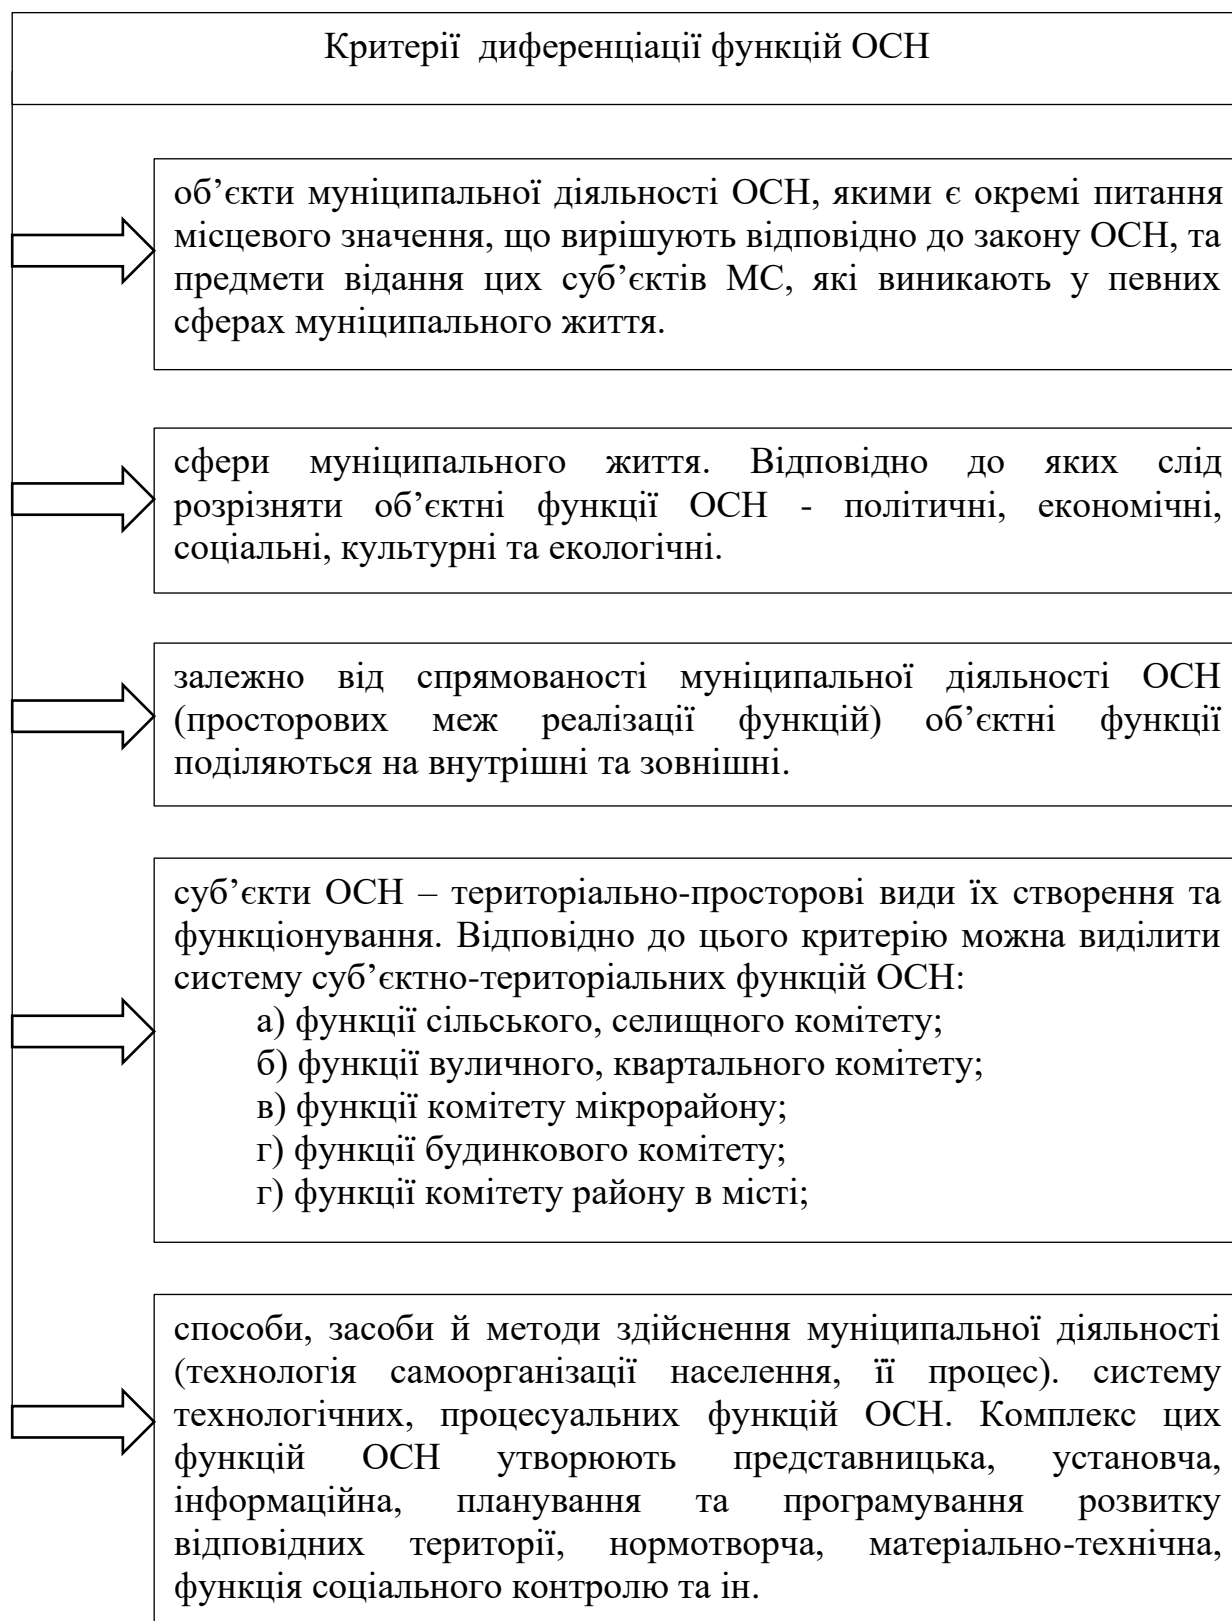 Критерії диференціації функцій ОСН
об’єкти муніципальної діяльності ОСН, якими є окремі питання
місцевого значення, що вирішують відповідно до закону ОСН, та
предмети відання цих суб’єктів МС, які виникають у певних
сферах муніципального життя.
сфери муніципального життя. Відповідно до яких слід
розрізняти об’єктні функції ОСН - політичні, економічні,
соціальні, культурні та екологічні.
залежно від спрямованості муніципальної діяльності ОСН
(просторових меж реалізації функцій) об’єктні функції
поділяються на внутрішні та зовнішні.
суб’єкти ОСН – територіально-просторові види їх створення та
функціонування. Відповідно до цього критерію можна виділити
систему суб’єктно-територіальних функцій ОСН:
а) функції сільського, селищного комітету;
б) функції вуличного, квартального комітету;
в) функції комітету мікрорайону;
г) функції будинкового комітету;
г) функції комітету району в місті;
способи, засоби й методи здійснення муніципальної діяльності
(технологія самоорганізації населення, її процес). систему
технологічних, процесуальних функцій ОСН. Комплекс цих
функцій ОСН утворюють представницька, установча,
інформаційна, планування та програмування розвитку
відповідних території, нормотворча, матеріально-технічна,
функція соціального контролю та ін.